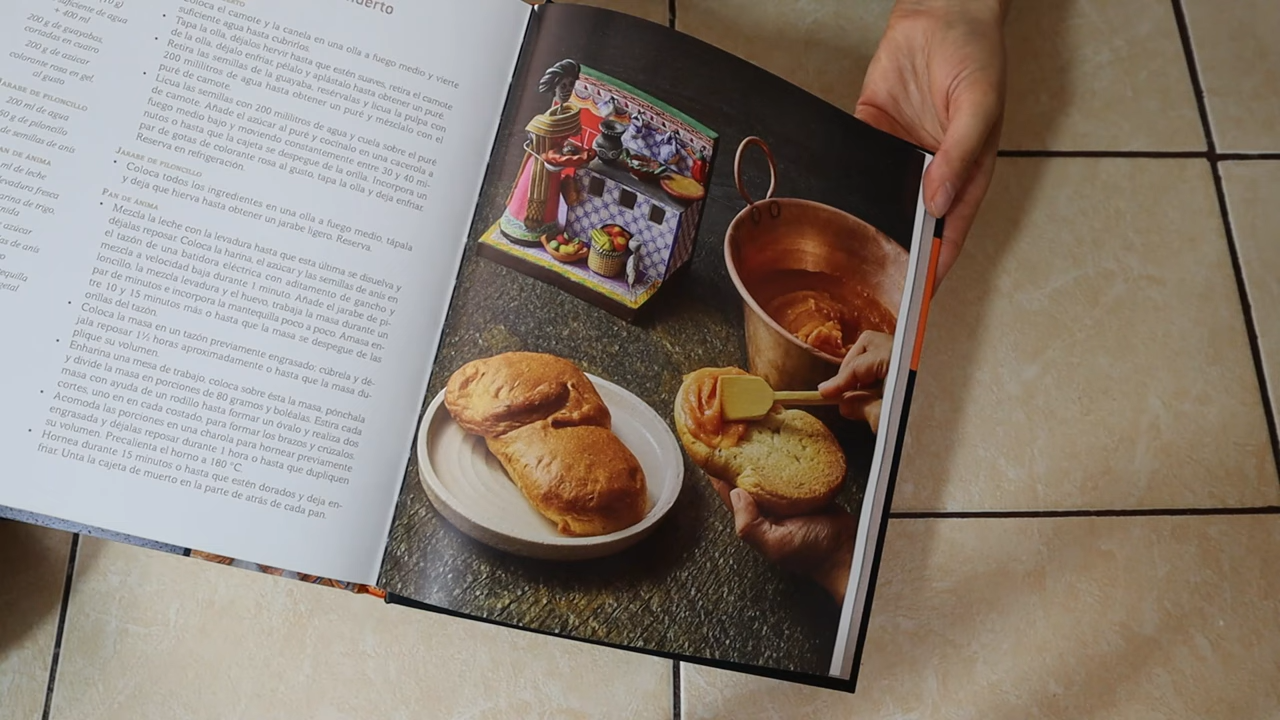 suficiente agua
+ 400 ml
200 g de guayabas,
cortadas en cuatro
200 g de azúcar
colorante rosa en gel,
al gusto
JARABE DE PILONCILLO
200 ml de agua
g de piloncillo
de semillas de anís
PAN DE ÁNIMA
ml de leche
levadura fresca
harina de trigo,
azúcar
de anís
Coloca el camote y la canela en una olla a fuego medio y vierte
suficiente agua hasta cubrirlos.
Tapa la olla, déjalos hervir hasta que estén suaves, retira el camote
de la olla, déjalo enfriar, pélalo y aplástalo hasta obtener un puré.
• Retira las semillas de la guayaba, resérvalas y licua la pulpa con
200 mililitros de agua hasta obtener un puré y mézclalo con el
puré de camote.
• Licua las semillas con 200 mililitros de agua y cuela sobre el puré
de camote. Añade el azúcar al puré y cocínalo en una cacerola a
fuego medio bajo y moviendo constantemente entre 30 y 40 mi-
nutos o hasta que la cajeta se despegue de la orilla. Incorpora un
par de gotas de colorante rosa al gusto, tapa la olla y deja enfriar.
Reserva en refrigeración.
JARABE DE PILONCILLO
• Coloca todos los ingredientes en una olla a fuego medio, tápala
y deja que hierva hasta obtener un jarabe ligero. Reserva.
PAN DE ÁNIMA
• Mezcla la leche con la levadura hasta que esta última se disuelva y
déjalas reposar. Coloca la harina, el azúcar y las semillas de anís en
el tazón de una batidora eléctrica con aditamento de gancho y
mezcla a velocidad baja durante 1 minuto. Añade el jarabe de pi-
loncillo, la mezcla de levadura y el huevo, trabaja la masa durante un
par de minutos e incorpora la mantequilla poco a poco. Amasa en-
tre 10 y 15 minutos más o hasta que la masa se despegue de las
orillas del tazón.
• Coloca la masa en un tazón previamente engrasado; cúbrela y dé-
jala reposar 1½ horas aproximadamente o hasta que la masa du-
plique su volumen.
• Enharina una mesa de trabajo, coloca sobre ésta la masa, pónchala
y divide la masa en porciones de 80 gramos y boléalas. Estira cada
masa con ayuda de un rodillo hasta formar un óvalo y realiza dos
cortes, uno en en cada costado, para formar los brazos y crúzalos.
• Acomoda las porciones en una charola para hornear previamente
engrasada y déjalas reposar durante 1 hora o hasta que dupliquen
su volumen. Precalienta el horno a 180 °C.
• Hornea durante 15 minutos o hasta que estén dorados y deja en-
friar. Unta la cajeta de muerto en la parte de atrás de cada pan.